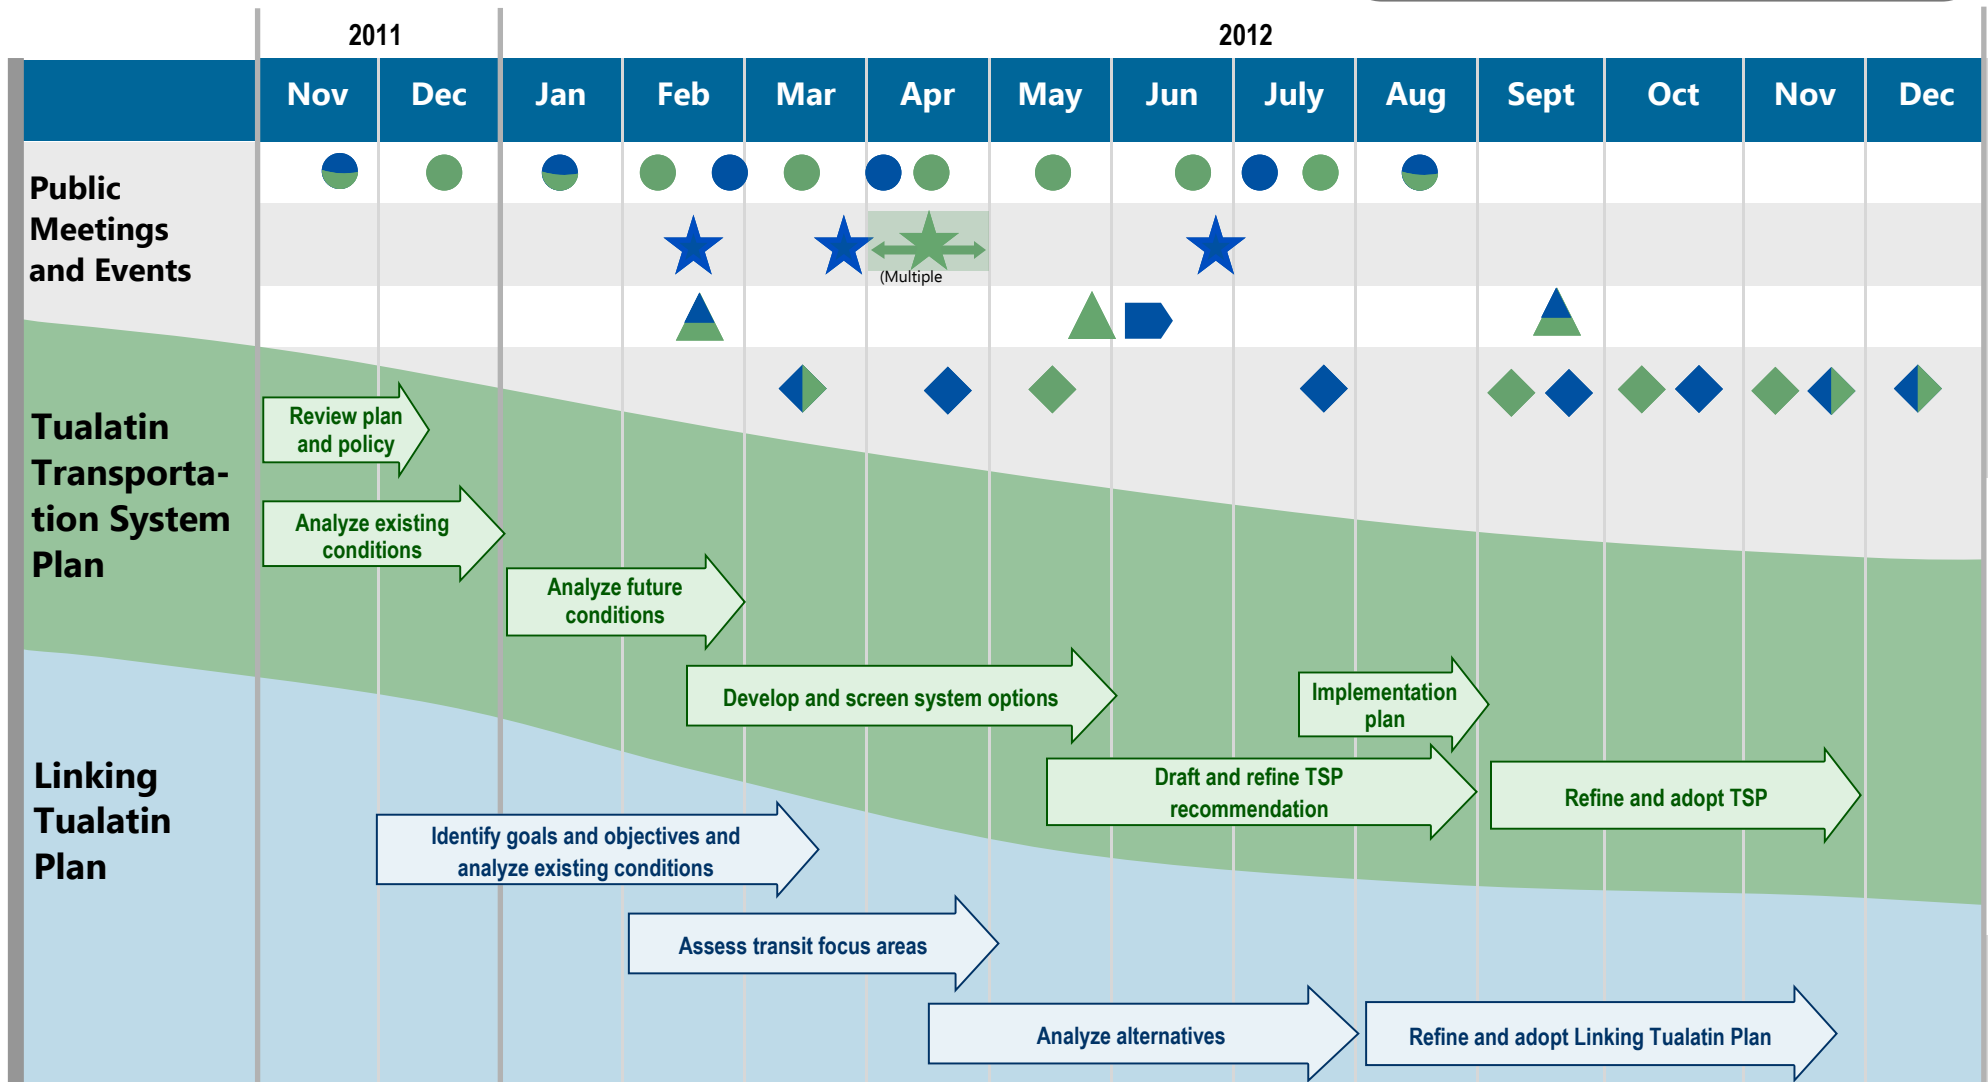 2011
2012
Nov Dec Jan Feb Mar Apr May Jun July Aug Sept Oct Nov Dec
Public
Meetings
and Events
(Multiple
Tualatin
Transporta-
tion System
Plan
Review plan
and policy
Analyze existing
conditions
Analyze future
conditions
Develop and screen system options
Implementation
plan
Draft and refine TSP
recommendation
Refine and adopt TSP
Linking
Tualatin
Plan
Identify goals and objectives and
analyze existing conditions
Assess transit focus areas
Analyze alternatives
Refine and adopt Linking Tualatin Plan